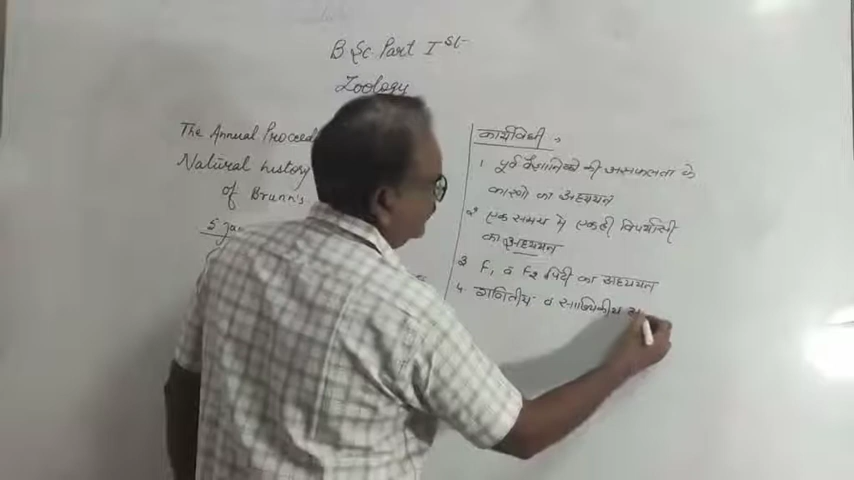 B.Sc. Part Ist
Zoology
The Annual Proceed
Natural history
of Brunn's
कार्यविधी →
1. पूर्व वैज्ञानिकों की असफलता के
कारणों का अध्ययन
2. एक समय में एक ही विपर्यासी
का अध्ययन
3 F1 व F2 पीढी का अध्ययन
4. गणितीय व सांख्यिकीय